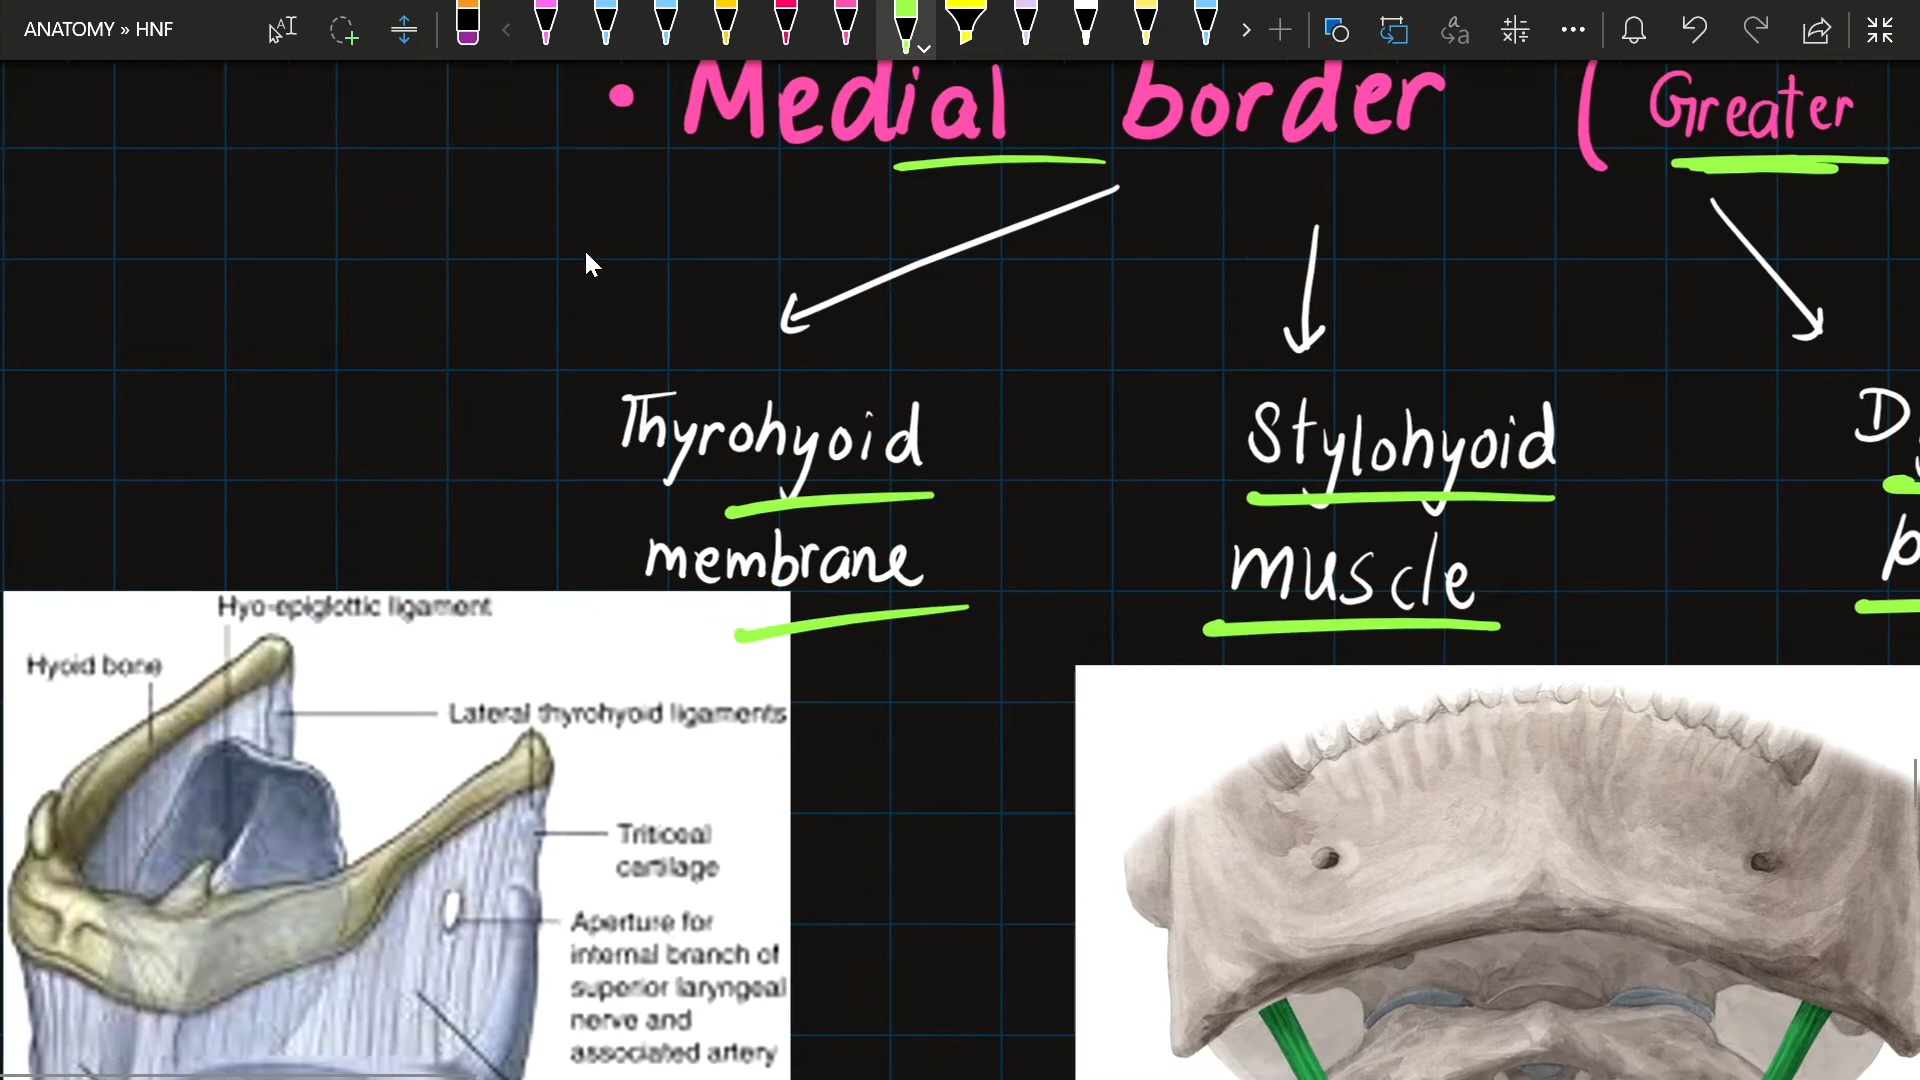 ANATOMY » HNF
• Medial border ( Greater
Thyrohyoid
membrane
Stylohyoid
muscle
Hyo-epiglottic ligament
Hyoid bone
Lateral thyrohyoid ligaments
Triticeal
cartilage
Aperture for
internal branch of
superior laryngeal
nerve and
associated artery